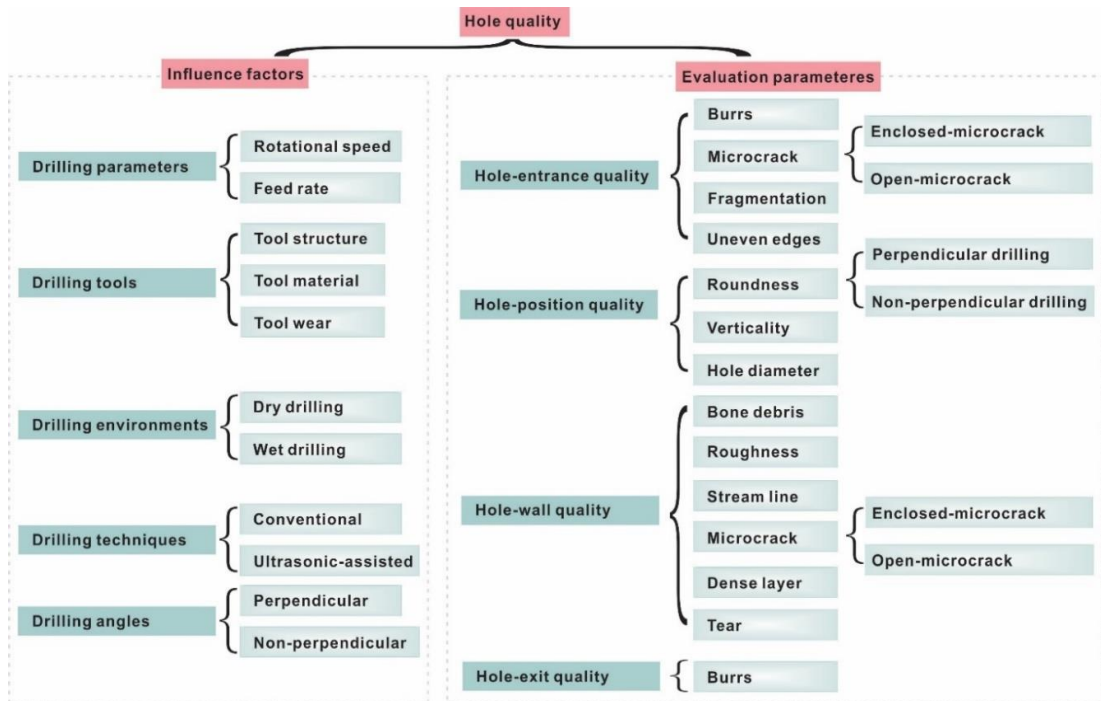 Hole quality
Influence factors
Drilling parameters
Rotational speed
Feed rate
Drilling tools
Tool structure
Tool material
Tool wear
Drilling environments
Dry drilling
Wet drilling
Drilling techniques
Conventional
Ultrasonic-assisted
Drilling angles
Perpendicular
Non-perpendicular
Evaluation parameteres
Hole-entrance quality
Burrs
Microcrack
Enclosed-microcrack
Open-microcrack
Fragmentation
Uneven edges
Hole-position quality
Roundness
Perpendicular drilling
Non-perpendicular drilling
Verticality
Hole diameter
Hole-wall quality
Bone debris
Roughness
Stream line
Microcrack
Enclosed-microcrack
Open-microcrack
Dense layer
Tear
Hole-exit quality
Burrs